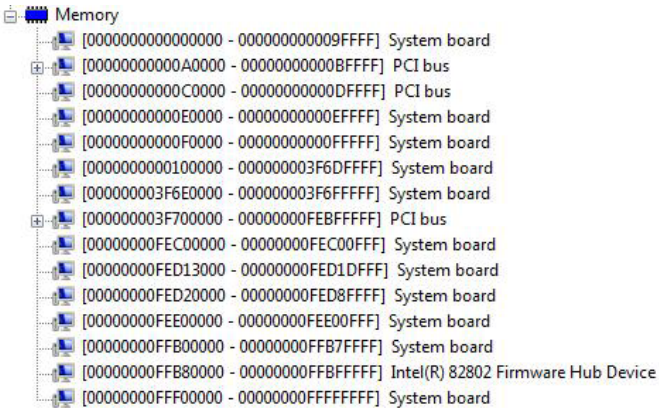 Memory
[0000000000000000 - 000000000009FFFF] System board
[00000000000A0000 - 00000000000BFFFF] PCI bus
[00000000000C0000 - 00000000000DFFFF] PCI bus
[00000000000E0000 - 00000000000EFFFF] System board
[00000000000F0000 - 00000000000FFFFF] System board
[0000000000100000 - 000000003F6DFFFF] System board
[000000003F6E0000 - 000000003F6FFFFF] System board
[000000003F700000 - 00000000FEBFFFFF] PCI bus
[00000000FEC00000 - 00000000FEC00FFF] System board
[00000000FED13000 - 00000000FED1DFFF] System board
[00000000FED20000 - 00000000FED8FFFF] System board
[00000000FEE00000 - 00000000FEE00FFF] System board
[00000000FFB00000 - 00000000FFB7FFFF] System board
[00000000FFB80000 - 00000000FFBFFFFF] Intel(R) 82802 Firmware Hub Device
[00000000FFF00000 - 00000000FFFFFFFF] System board